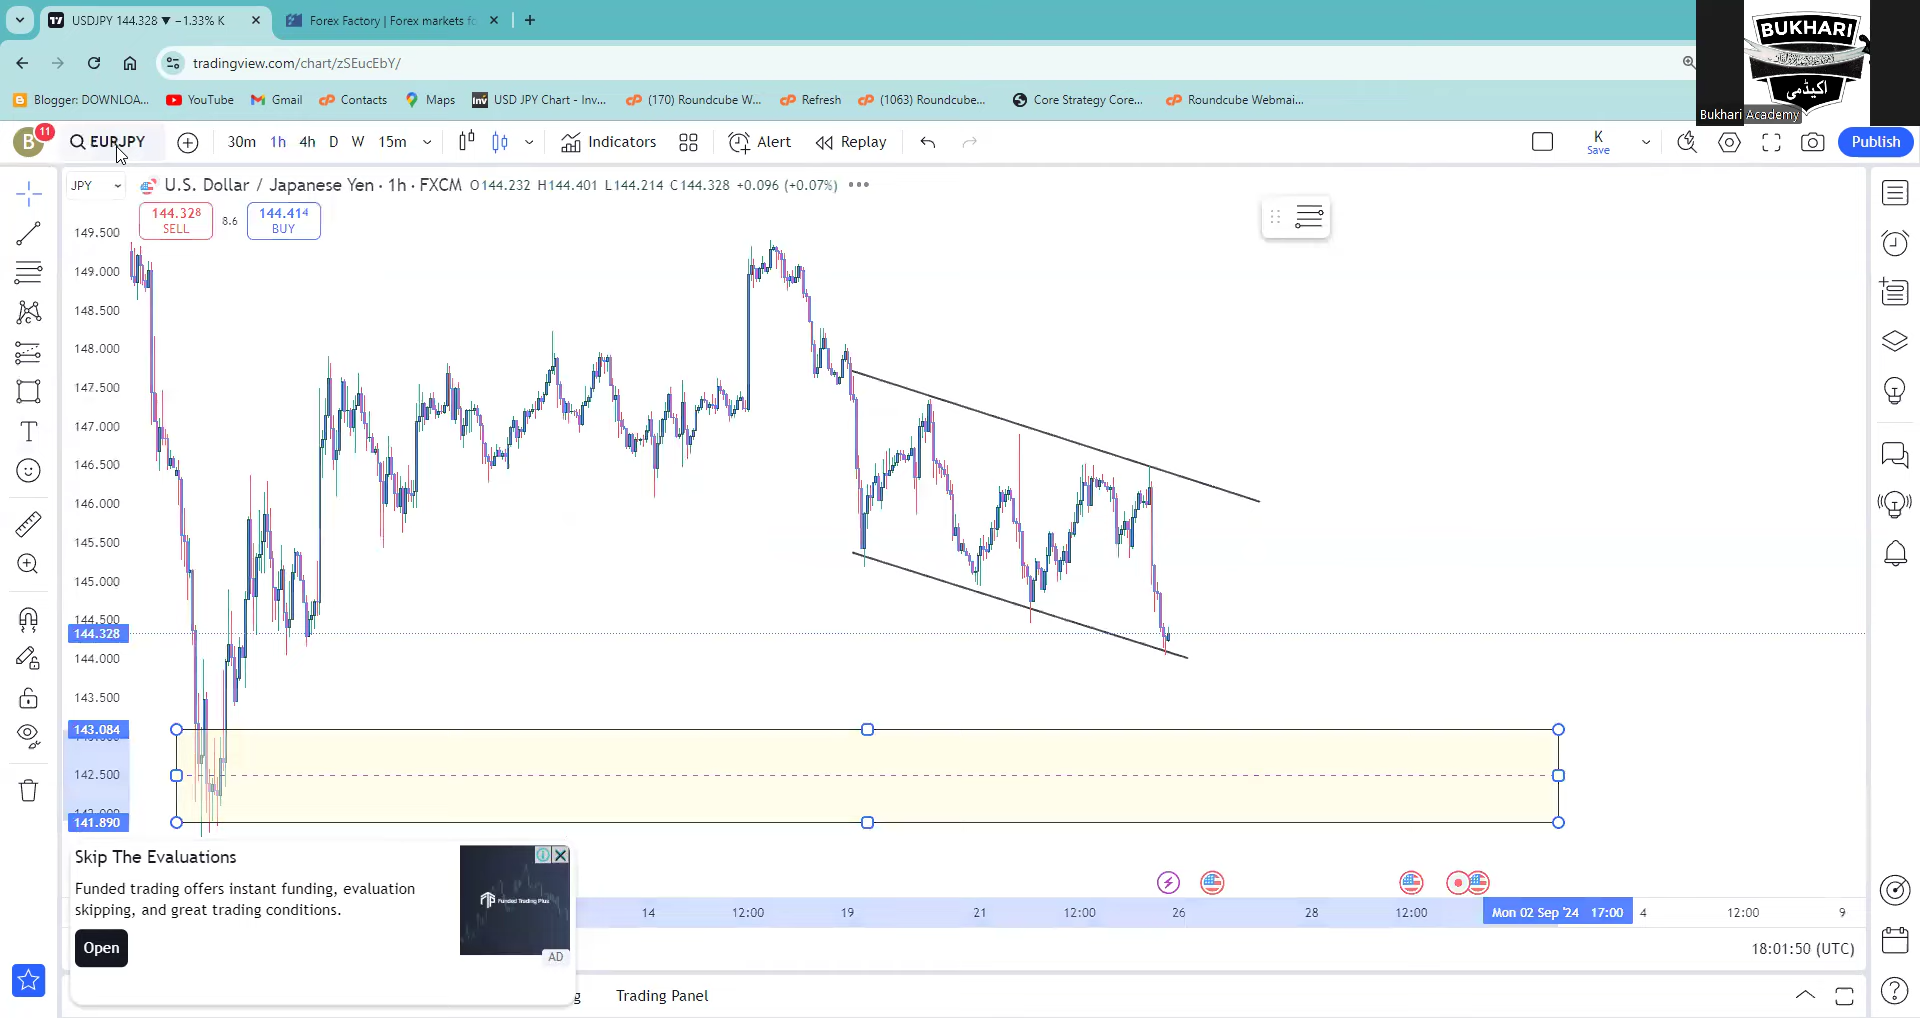 USDJPY 144.328 ▼ −1.33% K
Forex Factory | Forex markets fo
tradingview.com/chart/zSEucEbY/
Blogger: DOWNLOA...
YouTube
Gmail
Contacts
Maps
Inv
USD JPY Chart - Inv...
(170) Roundcube W...
Refresh
(1063) Roundcube...
Core Strategy Core...
Roundcube Webmai...
BUKHARI
اکیڈمی
Bukhari Academy
B
11
EURJPY
30m
1h
4h
D
W
15m
Indicators
Alert
Replay
K
Save
Publish
JPY
U.S. Dollar / Japanese Yen · 1h · FXCM
O144.232 H144.401 L144.214 C144.328 +0.096 (+0.07%)
144.328
SELL
8.6
144.414
BUY
149.500
149.000
148.500
148.000
147.500
147.000
146.500
146.000
145.500
145.000
144.500
144.328
144.000
143.500
143.084
142.500
141.890
Skip The Evaluations
Funded trading offers instant funding, evaluation
skipping, and great trading conditions.
Open
Funded Trading Plus
AD
14
12:00
19
21
12:00
26
28
12:00
Mon 02 Sep '24 17:00
4
12:00
9
18:01:50 (UTC)
Trading Panel